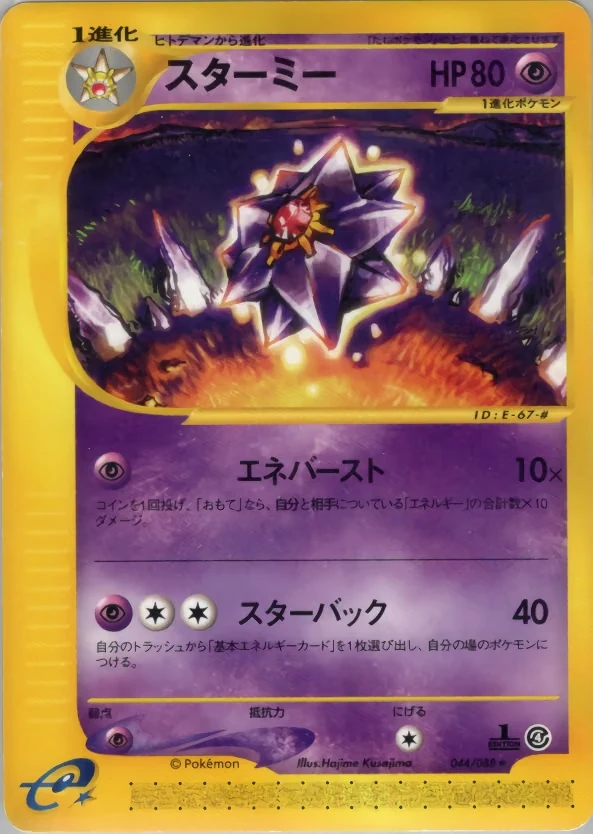 1進化
ヒトデマンから進化
スターミー
HP80
1進化ポケモン
ID:E-67-#
エネバースト 10×
コインを1回投げ、「おもて」なら、自分と相手についている「エネルギー」の合計数×10
ダメージ。
スターバック 40
自分のトラッシュから「基本エネルギーカード」を1枚選び出し、自分の場のポケモンに
つける。
弱点 抵抗力 にげる
1
EDITION
© Pokémon
Illus.Hajime Kusajima
044/088
e